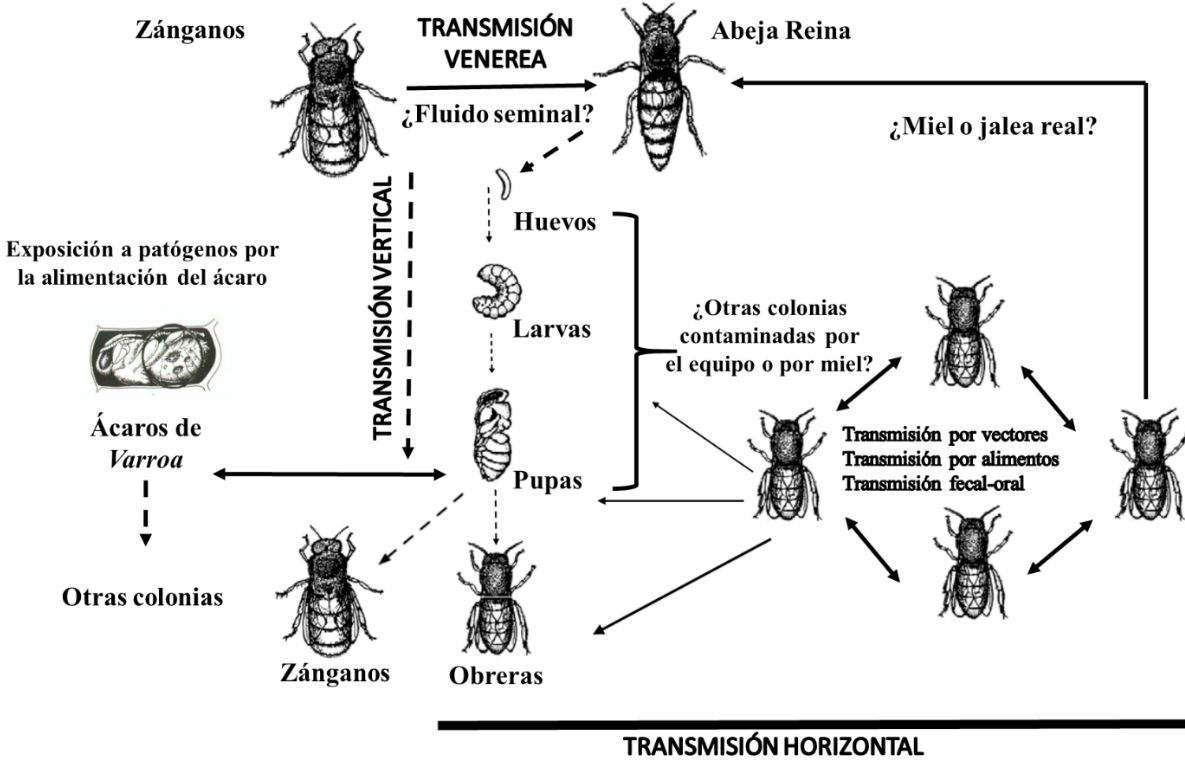 Zánganos
TRANSMISIÓN
VENEREA
Abeja Reina
¿Fluido seminal?
¿Miel o jalea real?
Huevos
TRANSMISIÓN VERTICAL
Exposición a patógenos por
la alimentación del ácaro
Larvas
¿Otras colonias
contaminadas por
el equipo o por miel?
Ácaros de
Varroa
Transmisión por vectores
Transmisión por alimentos
Transmisión fecal-oral
Pupas
Otras colonias
Zánganos
Obreras
TRANSMISIÓN HORIZONTAL